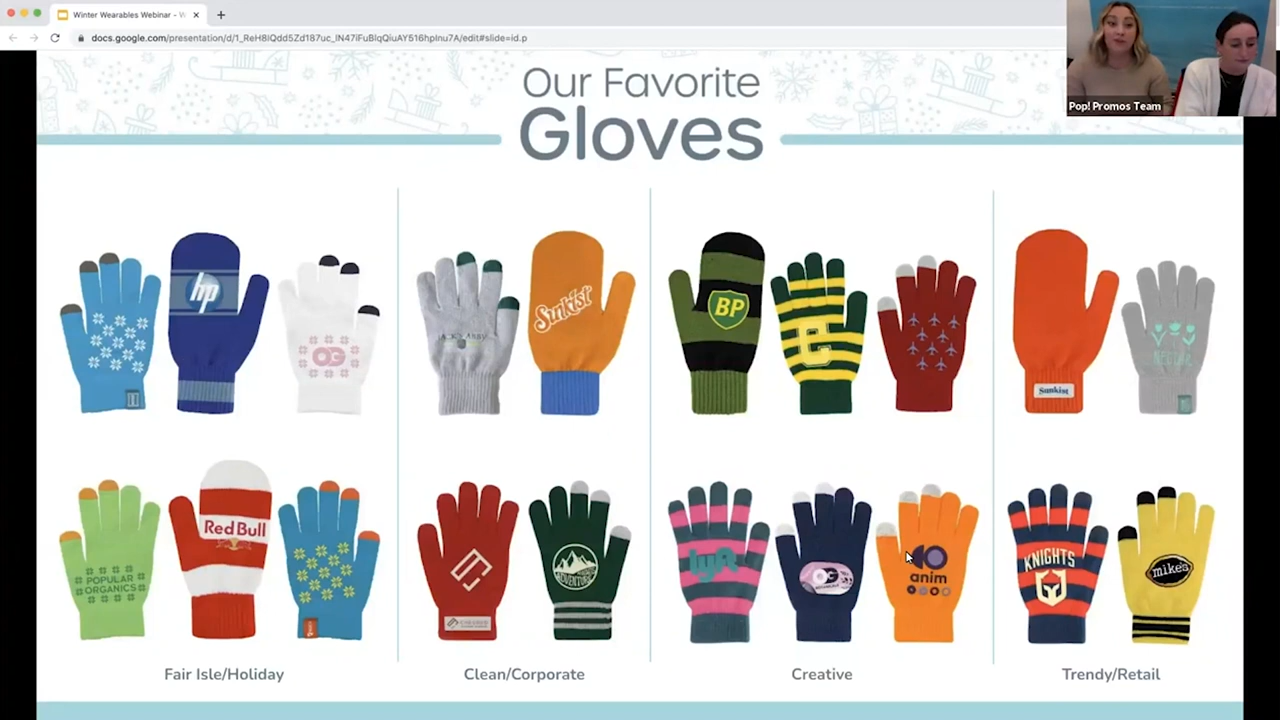 Winter Wearables Webinar - W
docs.google.com/presentation/d/1_ReH8IQdd5Zd187uc_IN47iFuBlqQiuAY516hpInu7A/edit#slide=id.p
Pop! Promos Team
Our Favorite
Gloves
hp
OG
Sunkist
BP
e
Sunkist
POPULAR
ORGANICS
Red Bull
ADVENTURE
lyft
OG
anim
KNIGHTS
mike's
Fair Isle/Holiday
Clean/Corporate
Creative
Trendy/Retail